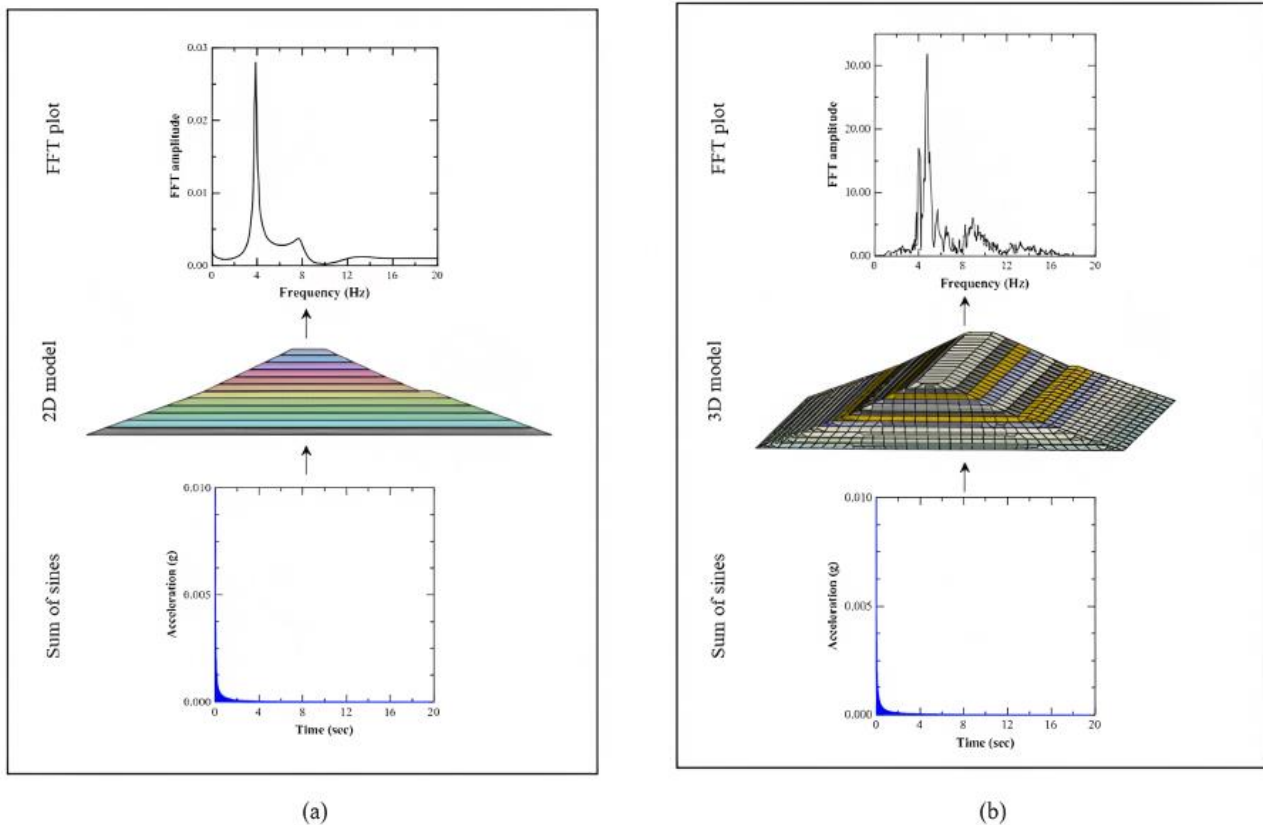 FFT plot
FFT amplitude
0.03
0.02
0.01
0.00
0 4 8 12 16 20
Frequency (Hz)
2D model
Sum of sines
Acceleration (g)
0.010
0.005
0.000
0 4 8 12 16 20
Time (sec)
(a)
FFT plot
FFT amplitude
30.00
20.00
10.00
0.00
0 4 8 12 16 20
Frequency (Hz)
3D model
Sum of sines
Acceleration (g)
0.010
0.005
0.000
0 4 8 12 16 20
Time (sec)
(b)